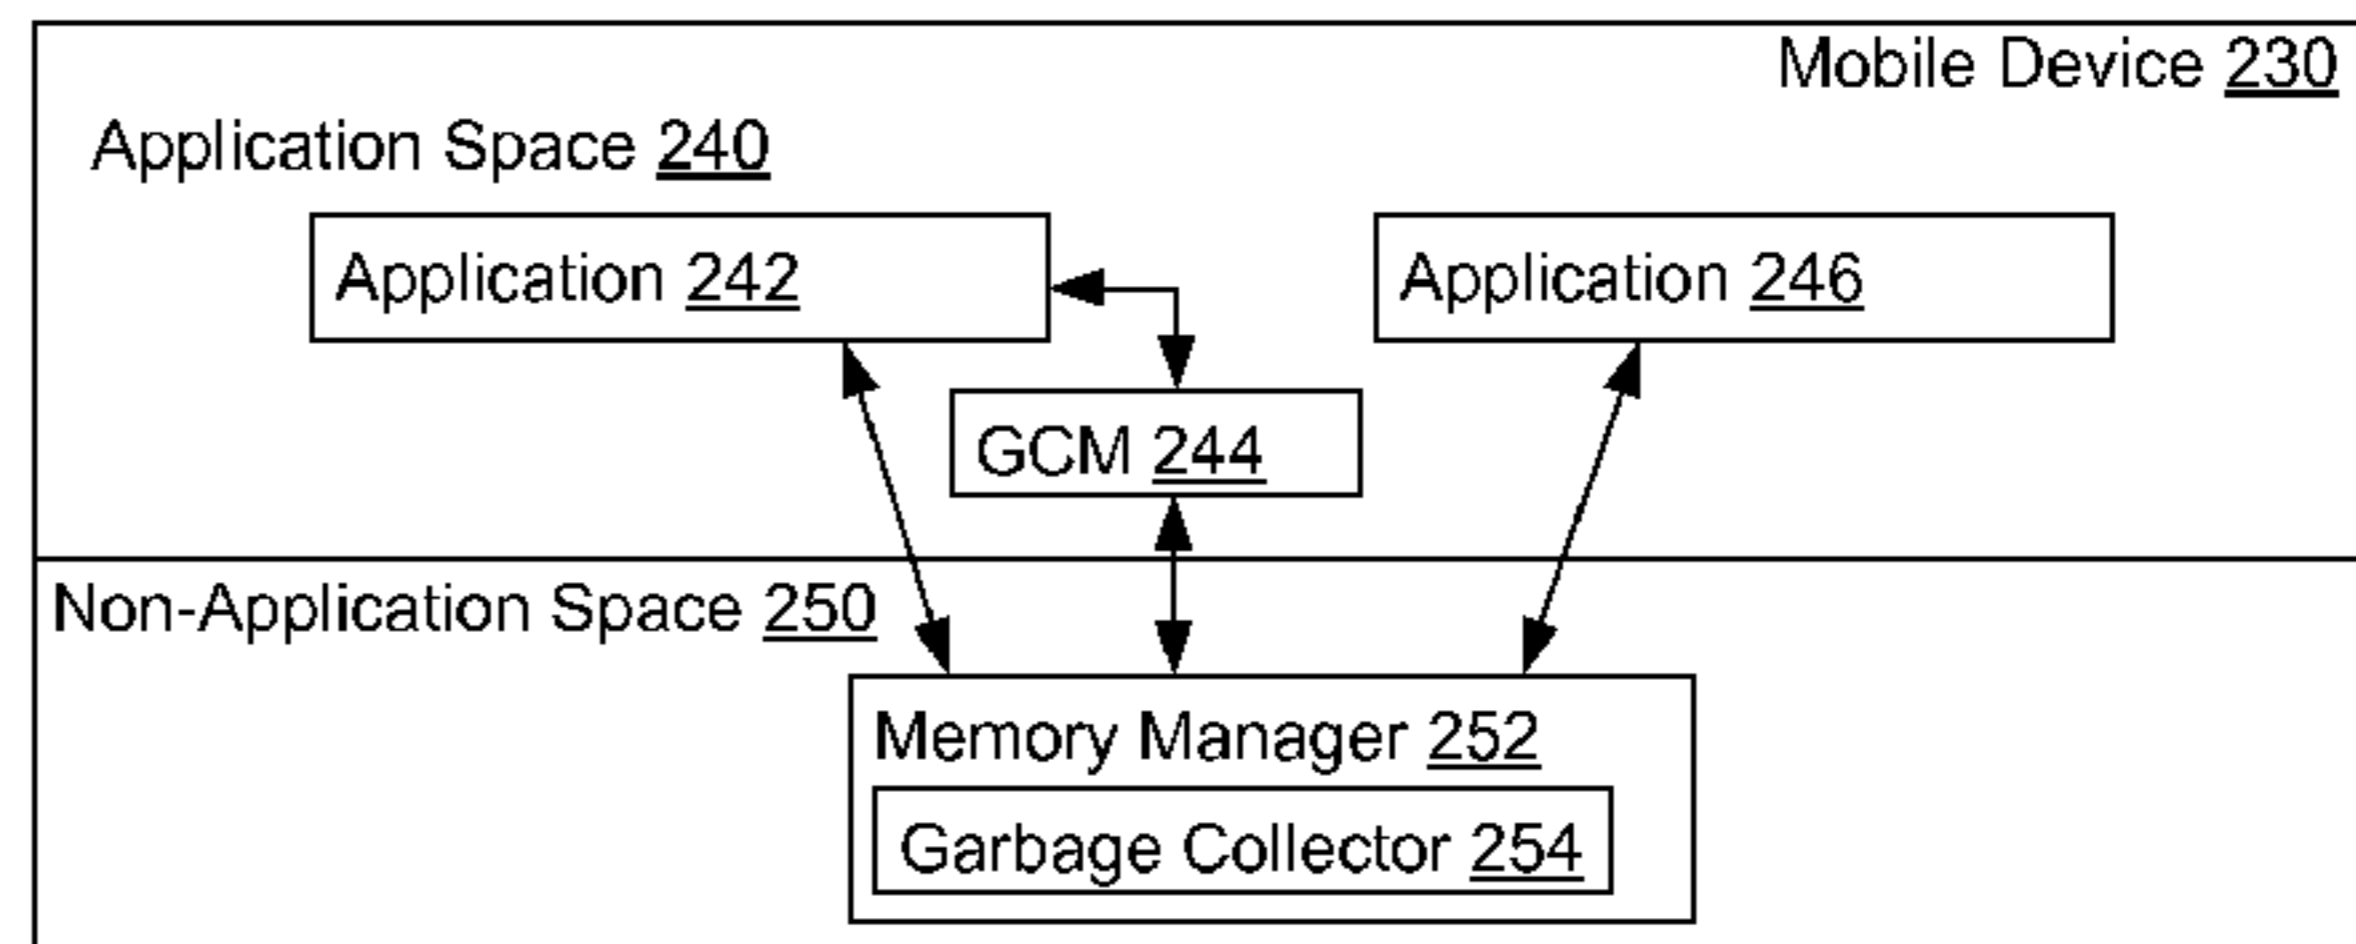 Mobile Device 230
Application Space 240
Application 242
Application 246
GCM 244
Non-Application Space 250
Memory Manager 252
Garbage Collector 254